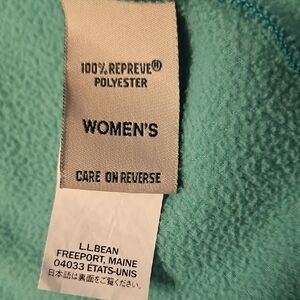 100% REPREVE®
POLYESTER
WOMEN'S
CARE ON REVERSE
L.L.BEAN
FREEPORT, MAINE
04033 ÉTATS-UNIS
日本語は裏面をご覧ください